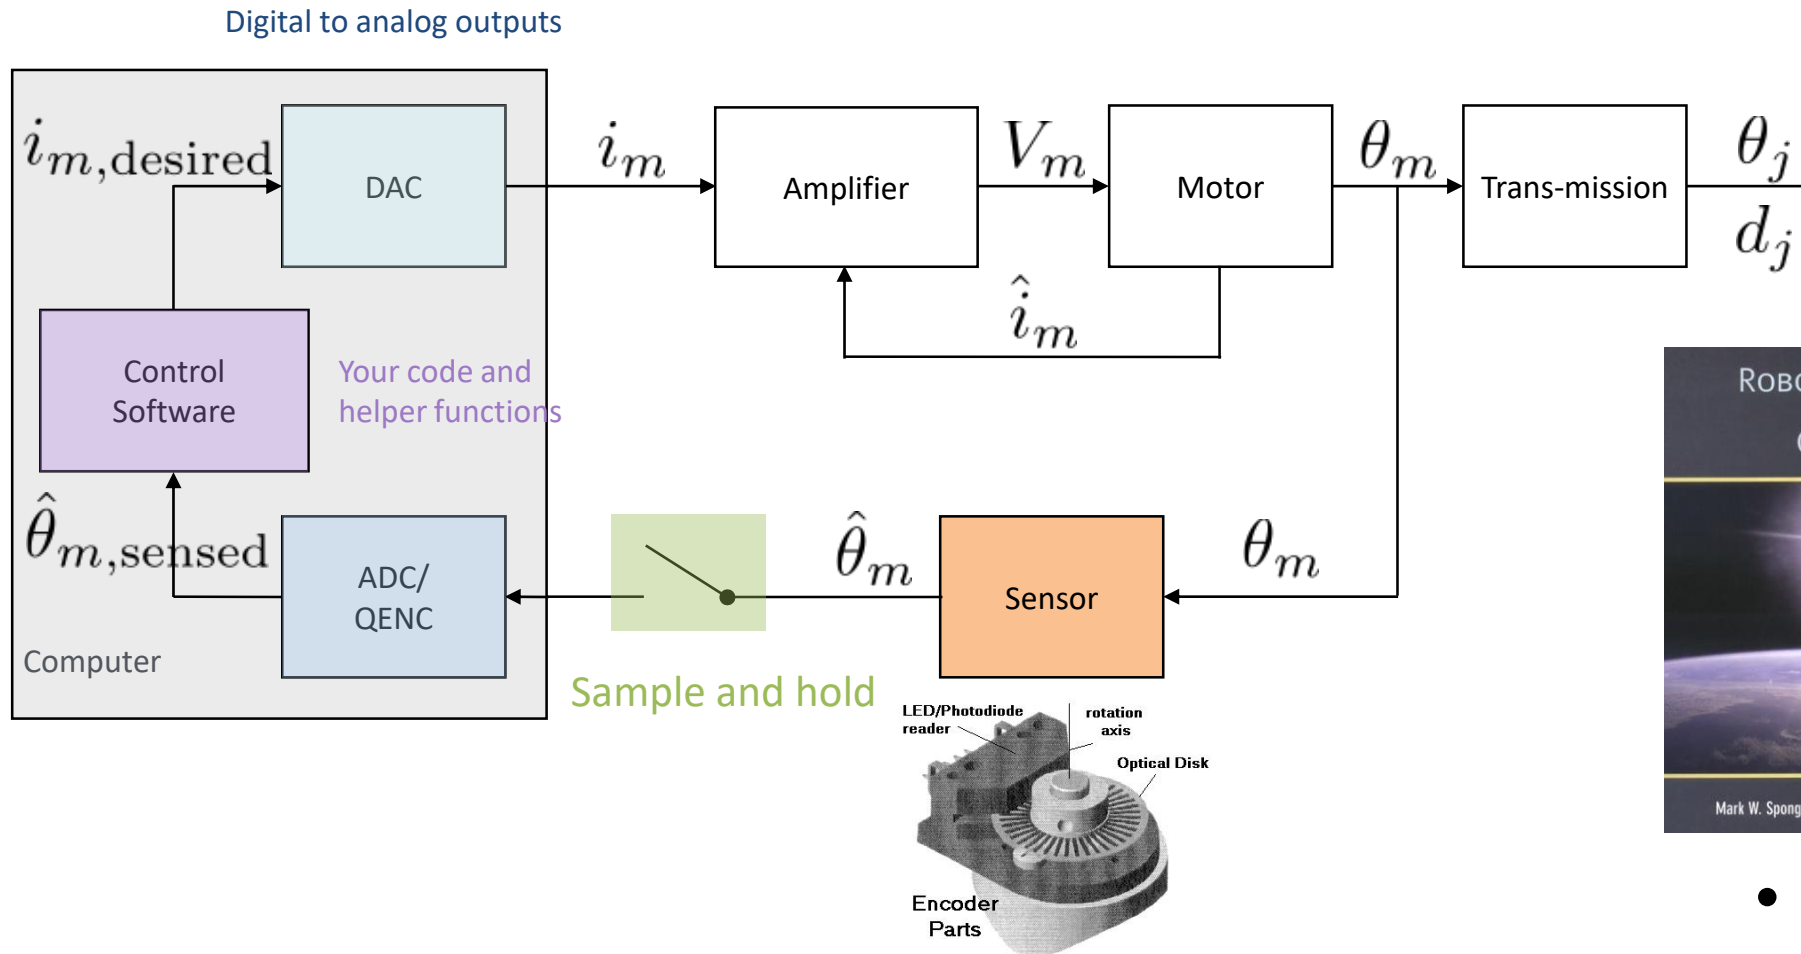 Digital to analog outputs
i_{m,desired}
DAC
i_m
Amplifier
V_m
Motor
θ_m
Trans-mission
θ_j
d_j
î_m
Control
Software
Your code and
helper functions
θ̂_{m,sensed}
ADC/
QENC
θ̂_m
Sensor
θ_m
Computer
Sample and hold
LED/Photodiode
reader
rotation
axis
Optical Disk
Encoder
Parts
Mark W. Spong